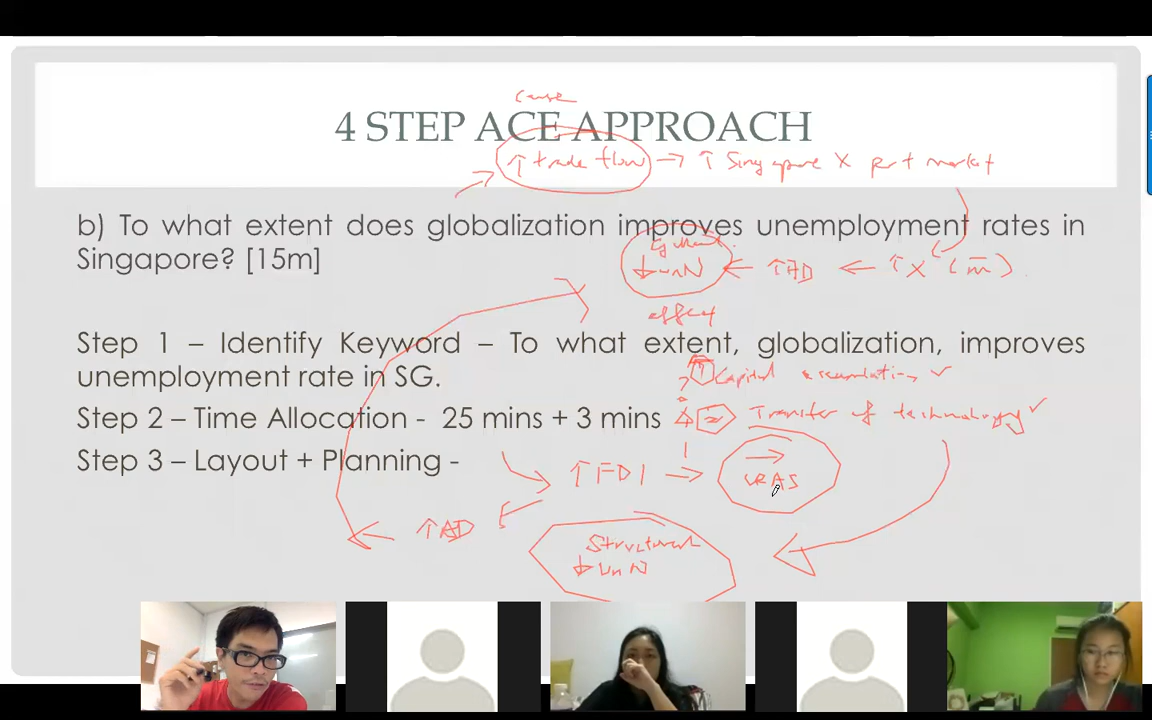 cause
4 STEP ACE APPROACH
↑ trade flow → ↑ Singapore X port market
b) To what extent does globalization improves unemployment rates in
Singapore? [15m]
↓ unN ← ↑AD ← ↑X (m)
effect
Step 1 – Identify Keyword – To what extent, globalization, improves
unemployment rate in SG.
1 Capital accumulation ✓
Step 2 – Time Allocation - 25 mins + 3 mins
2 Transfer of technology ✓
Step 3 – Layout + Planning -
↑FDI → LRAS
↑AD
Structural
↓ unN